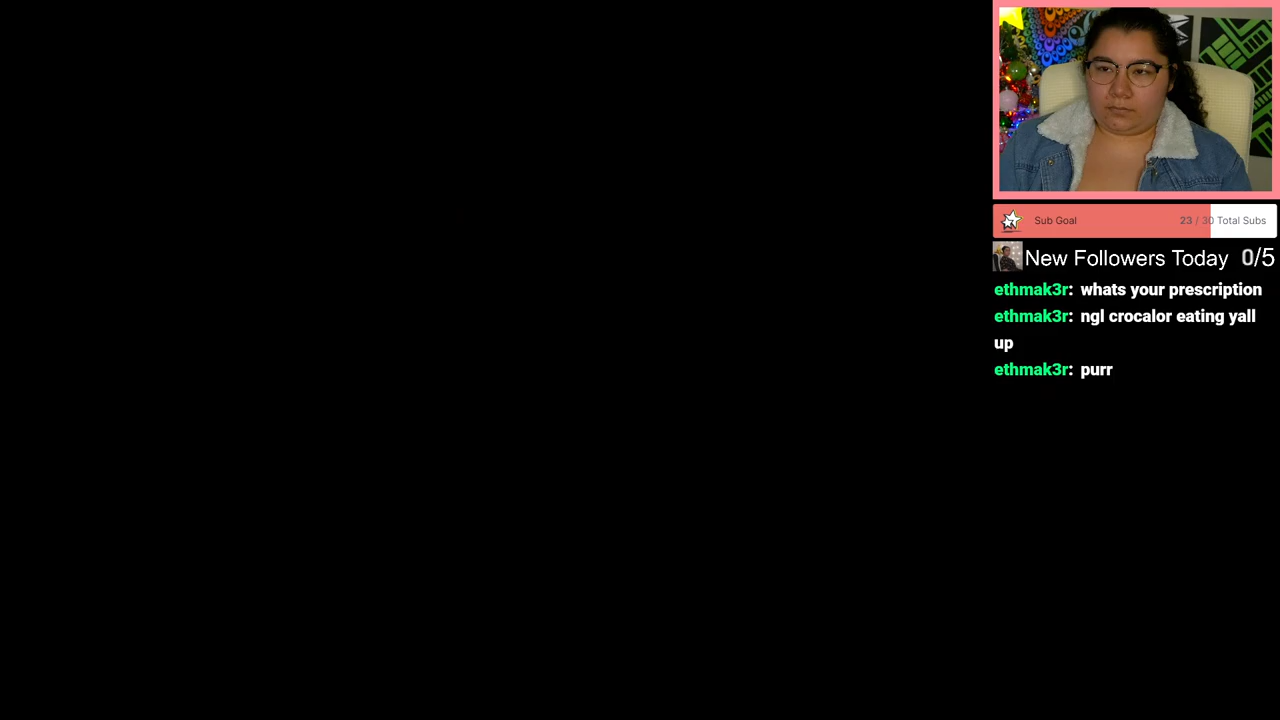 Sub Goal 23 / 30 Total Subs
New Followers Today 0/5
ethmak3r: whats your prescription
ethmak3r: ngl crocalor eating yall
up
ethmak3r: purr